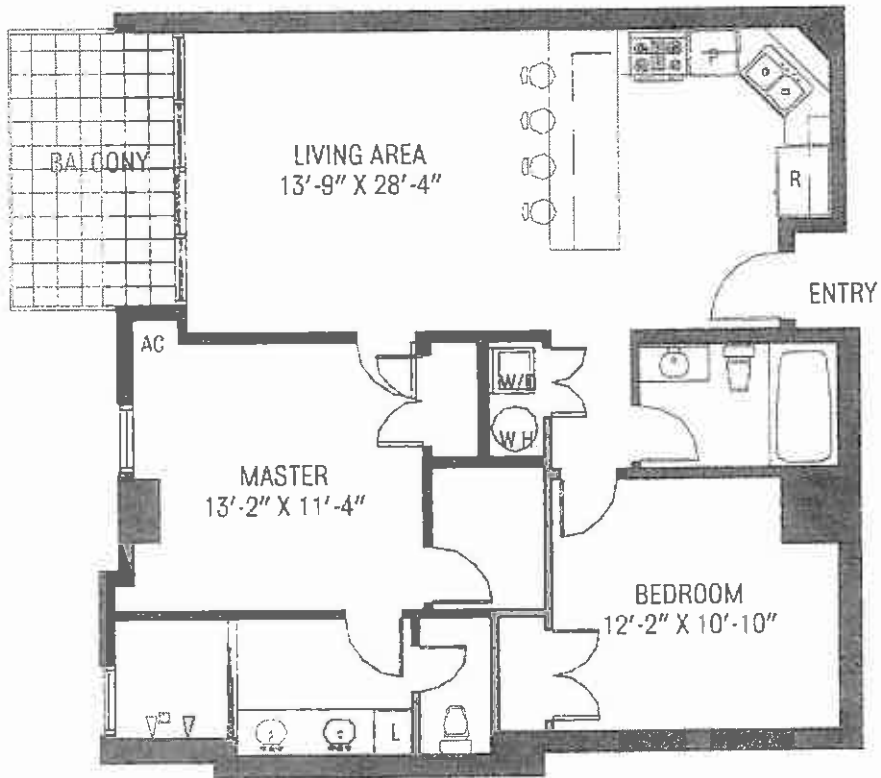 BALCONY
LIVING AREA
13'-9" X 28'-4"
R
ENTRY
AC
W/D
W H
MASTER
13'-2" X 11'-4"
BEDROOM
12'-2" X 10'-10"
L